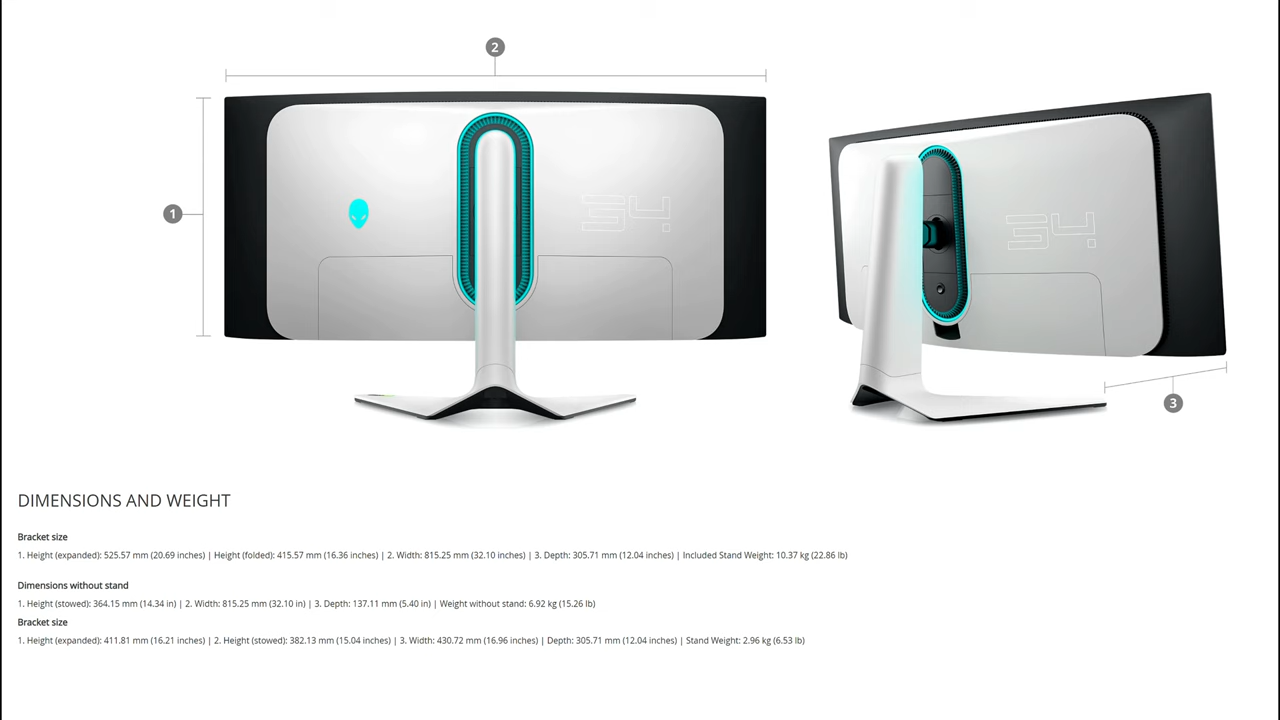 2
1
34
34
3
DIMENSIONS AND WEIGHT
Bracket size
1. Height (expanded): 525.57 mm (20.69 inches) | Height (folded): 415.57 mm (16.36 inches) | 2. Width: 815.25 mm (32.10 inches) | 3. Depth: 305.71 mm (12.04 inches) | Included Stand Weight: 10.37 kg (22.86 lb)
Dimensions without stand
1. Height (stowed): 364.15 mm (14.34 in) | 2. Width: 815.25 mm (32.10 in) | 3. Depth: 137.11 mm (5.40 in) | Weight without stand: 6.92 kg (15.26 lb)
Bracket size
1. Height (expanded): 411.81 mm (16.21 inches) | 2. Height (stowed): 382.13 mm (15.04 inches) | 3. Width: 430.72 mm (16.96 inches) | Depth: 305.71 mm (12.04 inches) | Stand Weight: 2.96 kg (6.53 lb)